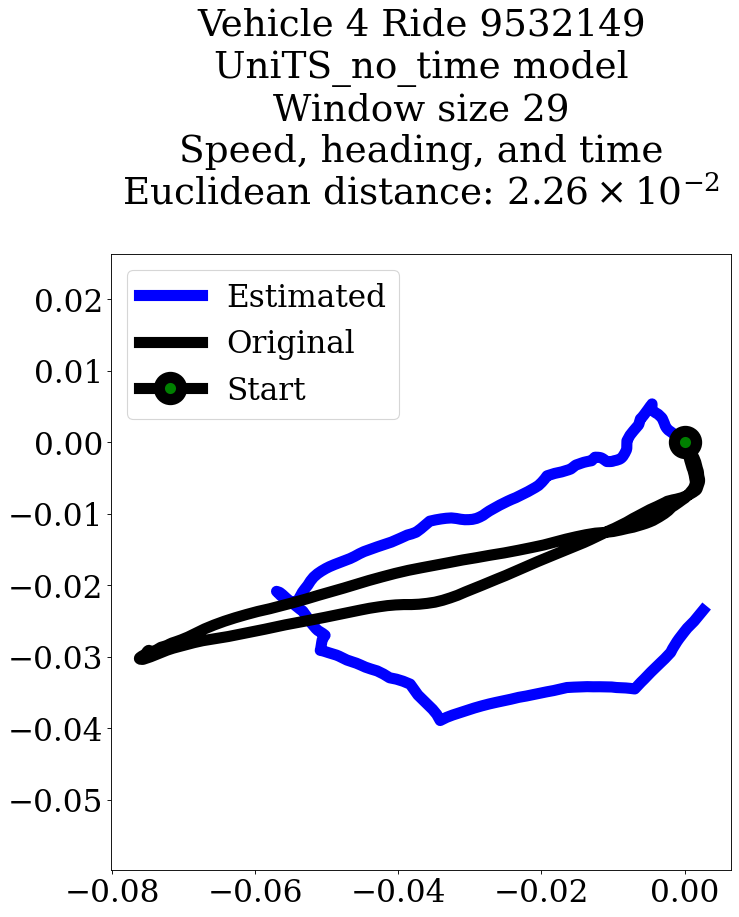 Vehicle 4 Ride 9532149
UniTS_no_time model
Window size 29
Speed, heading, and time
Euclidean distance: 2.26 × 10⁻²
Estimated
Original
Start
0.02
0.01
0.00
−0.01
−0.02
−0.03
−0.04
−0.05
−0.08 −0.06 −0.04 −0.02 0.00